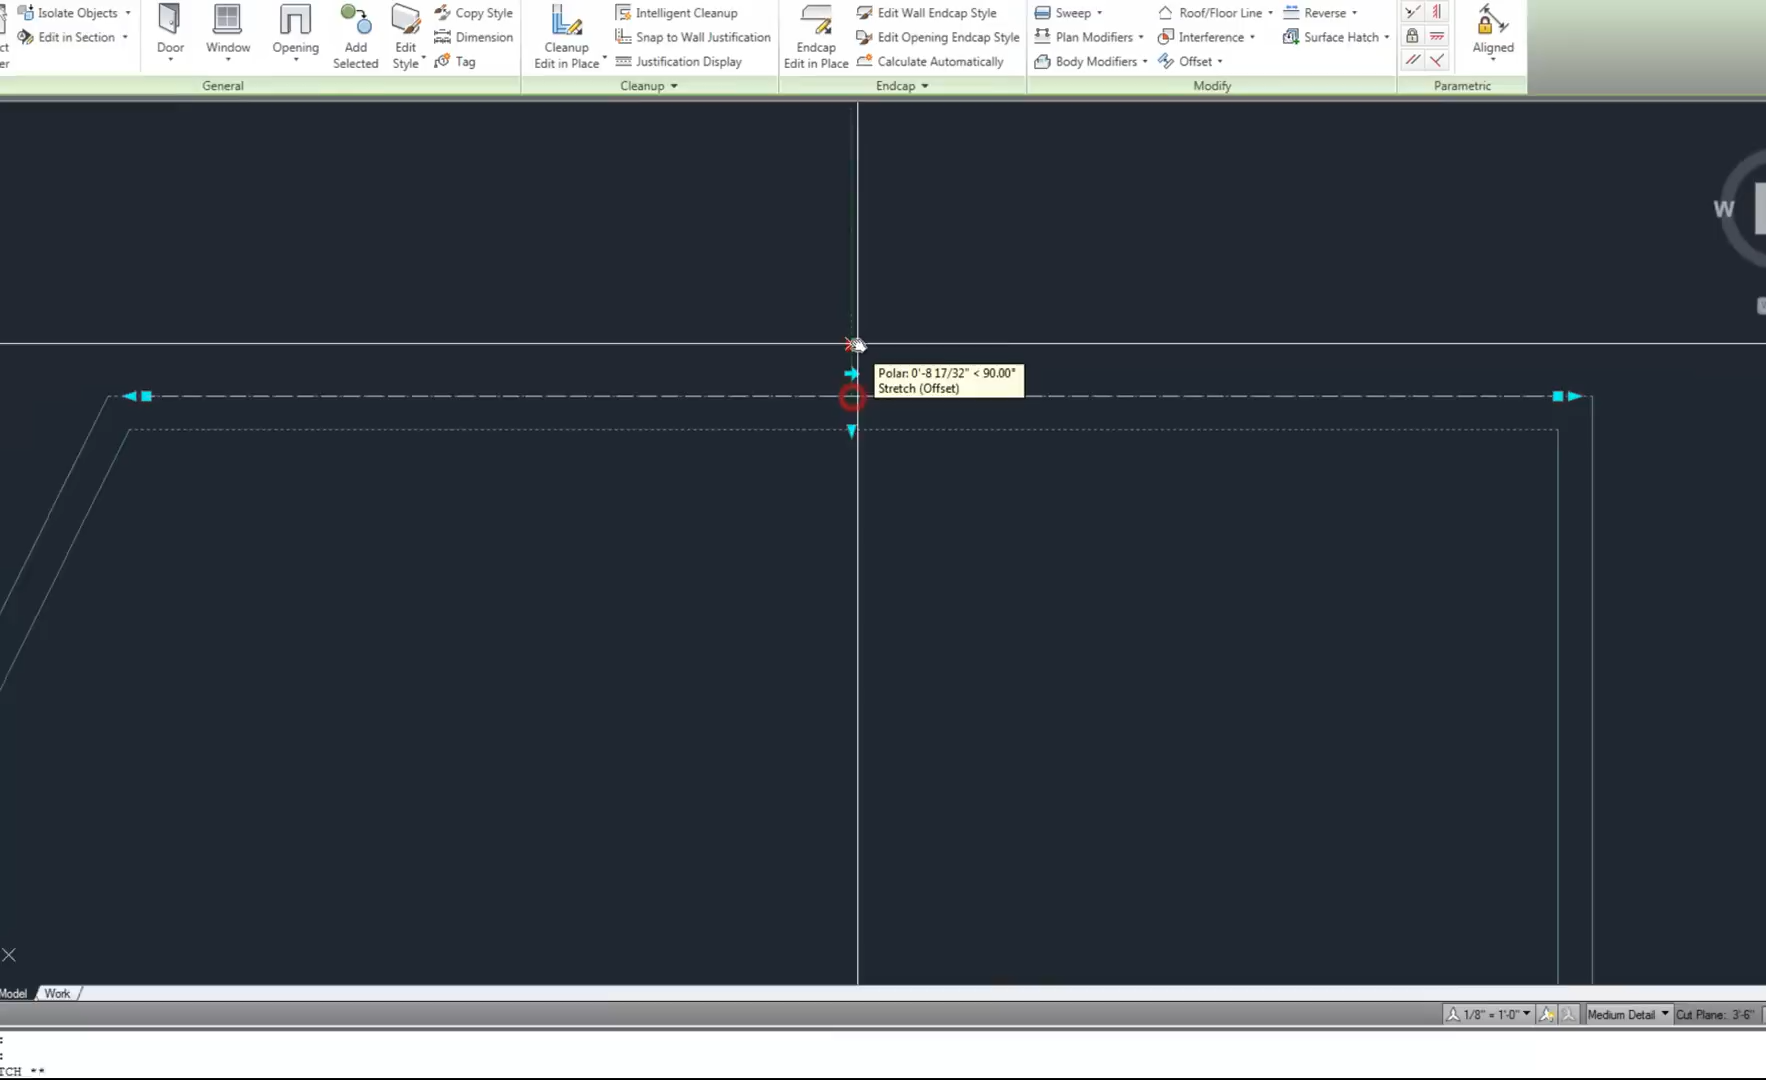 Isolate Objects
Edit in Section
Door
Window
Opening
Add
Selected
Edit
Style
Copy Style
Dimension
Tag
General
Cleanup
Edit in Place
Intelligent Cleanup
Snap to Wall Justification
Justification Display
Cleanup
Endcap
Edit in Place
Edit Wall Endcap Style
Edit Opening Endcap Style
Calculate Automatically
Endcap
Sweep
Plan Modifiers
Body Modifiers
Roof/Floor Line
Interference
Offset
Reverse
Surface Hatch
Modify
Aligned
Parametric
W
Polar: 0'-8 17/32" < 90.00°
Stretch (Offset)
Model
Work
1/8" = 1'-0"
Medium Detail
Cut Plane: 3'-6"
:
:
TCH **